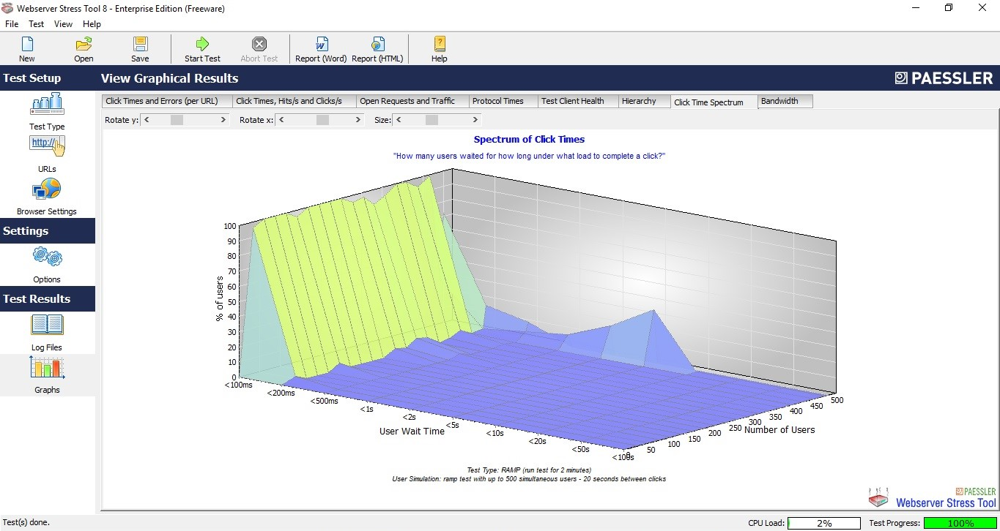 Webserver Stress Tool 8 - Enterprise Edition (Freeware)
File Test View Help
New Open Save Start Test Abort Test Report (Word) Report (HTML) Help
Test Setup
View Graphical Results
PAESSLER
Click Times and Errors (per URL) Click Times, Hits/s and Clicks/s Open Requests and Traffic Protocol Times Test Client Health Hierarchy Click Time Spectrum Bandwidth
Rotate y: < > Rotate x: < > Size: < >
Test Type
http://
URLs
Browser Settings
Settings
Options
Test Results
Log Files
Graphs
Spectrum of Click Times
"How many users waited for how long under what load to complete a click?"
% of users
100
90
80
70
60
50
40
30
20
10
0
<100ms
<200ms
<500ms
<1s
<2s
<5s
<10s
<20s
<50s
<100s
User Wait Time
0
50
100
150
200
250
300
350
400
450
500
Number of Users
Test Type: RAMP (run test for 2 minutes)
User Simulation: ramp test with up to 500 simultaneous users - 20 seconds between clicks
PAESSLER
Webserver Stress Tool
Test(s) done.
CPU Load: 2% Test Progress: 100%